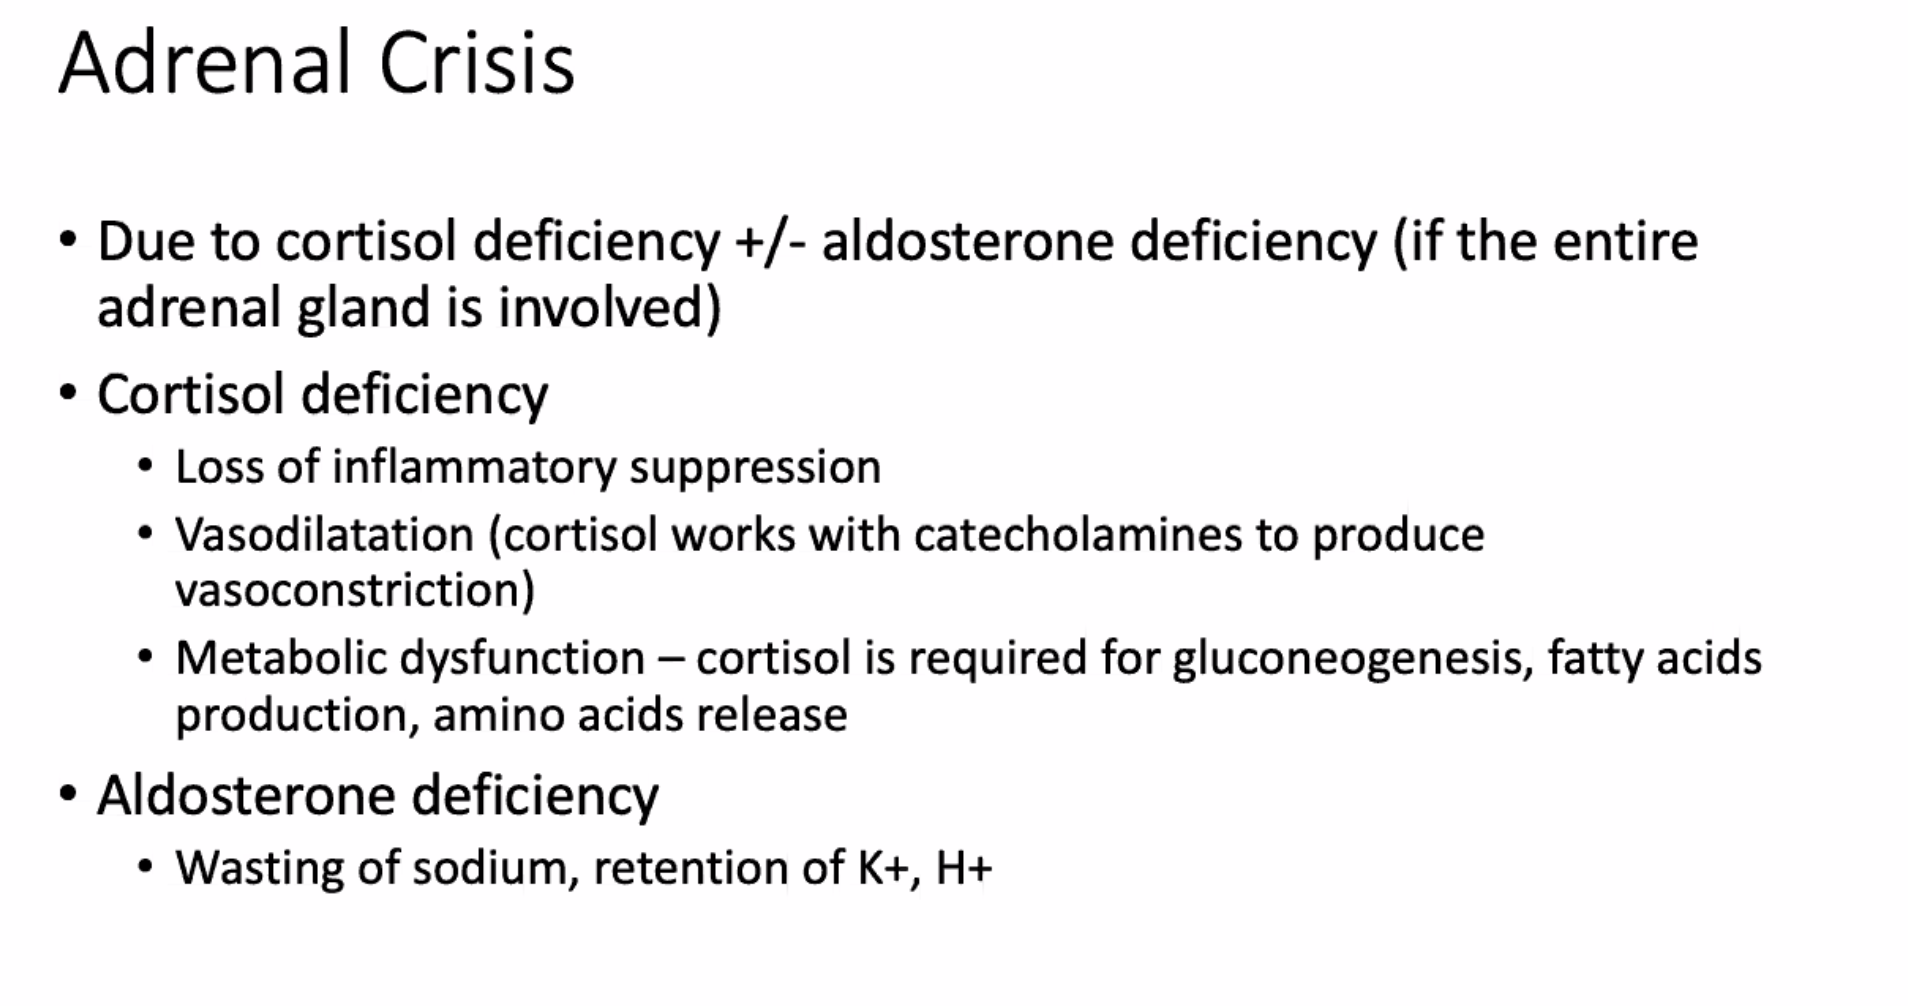 Adrenal Crisis
• Due to cortisol deficiency +/- aldosterone deficiency (if the entire
adrenal gland is involved)
• Cortisol deficiency
• Loss of inflammatory suppression
• Vasodilatation (cortisol works with catecholamines to produce
vasoconstriction)
• Metabolic dysfunction – cortisol is required for gluconeogenesis, fatty acids
production, amino acids release
• Aldosterone deficiency
• Wasting of sodium, retention of K+, H+